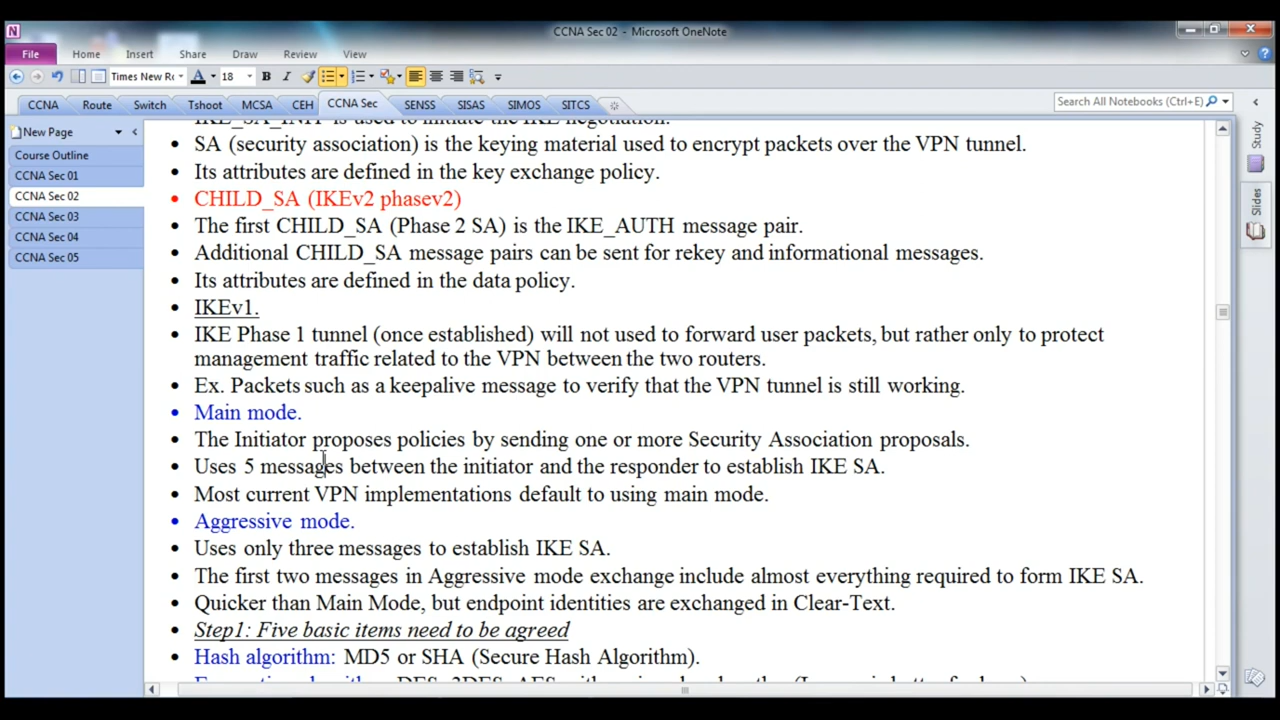 CCNA Sec 02 - Microsoft OneNote
File Home Insert Share Draw Review View
Times New Ro 18 B I
CCNA Route Switch Tshoot MCSA CEH CCNA Sec SENSS SISAS SIMOS SITCS Search All Notebooks (Ctrl+E)
New Page
Course Outline
CCNA Sec 01
CCNA Sec 02
CCNA Sec 03
CCNA Sec 04
CCNA Sec 05
IKE_SA_INIT is used to initiate the IKE negotiation.
• SA (security association) is the keying material used to encrypt packets over the VPN tunnel.
• Its attributes are defined in the key exchange policy.
• CHILD_SA (IKEv2 phasev2)
• The first CHILD_SA (Phase 2 SA) is the IKE_AUTH message pair.
• Additional CHILD_SA message pairs can be sent for rekey and informational messages.
• Its attributes are defined in the data policy.
• IKEv1.
• IKE Phase 1 tunnel (once established) will not used to forward user packets, but rather only to protect
management traffic related to the VPN between the two routers.
• Ex. Packets such as a keepalive message to verify that the VPN tunnel is still working.
• Main mode.
• The Initiator proposes policies by sending one or more Security Association proposals.
• Uses 5 messages between the initiator and the responder to establish IKE SA.
• Most current VPN implementations default to using main mode.
• Aggressive mode.
• Uses only three messages to establish IKE SA.
• The first two messages in Aggressive mode exchange include almost everything required to form IKE SA.
• Quicker than Main Mode, but endpoint identities are exchanged in Clear-Text.
• Step1: Five basic items need to be agreed
• Hash algorithm: MD5 or SHA (Secure Hash Algorithm).
Study
Slides